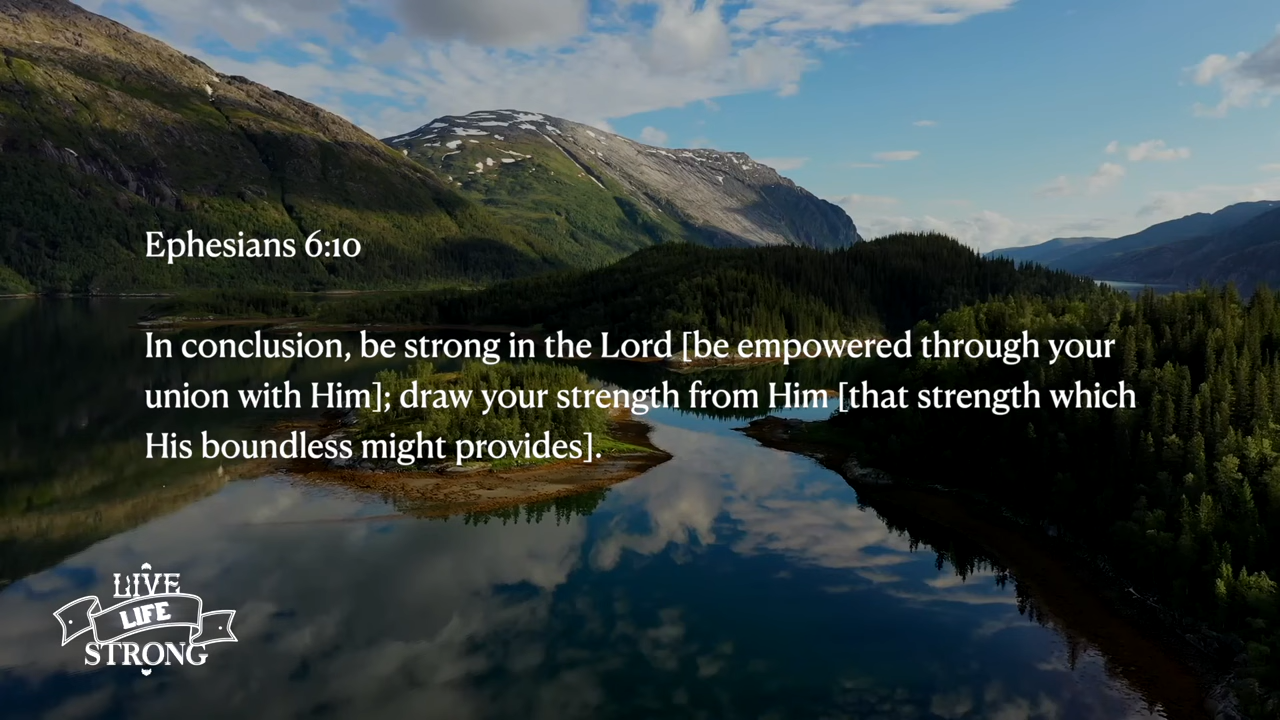 Ephesians 6:10
In conclusion, be strong in the Lord [be empowered through your
union with Him]; draw your strength from Him [that strength which
His boundless might provides].
LIVE
LIFE
STRONG